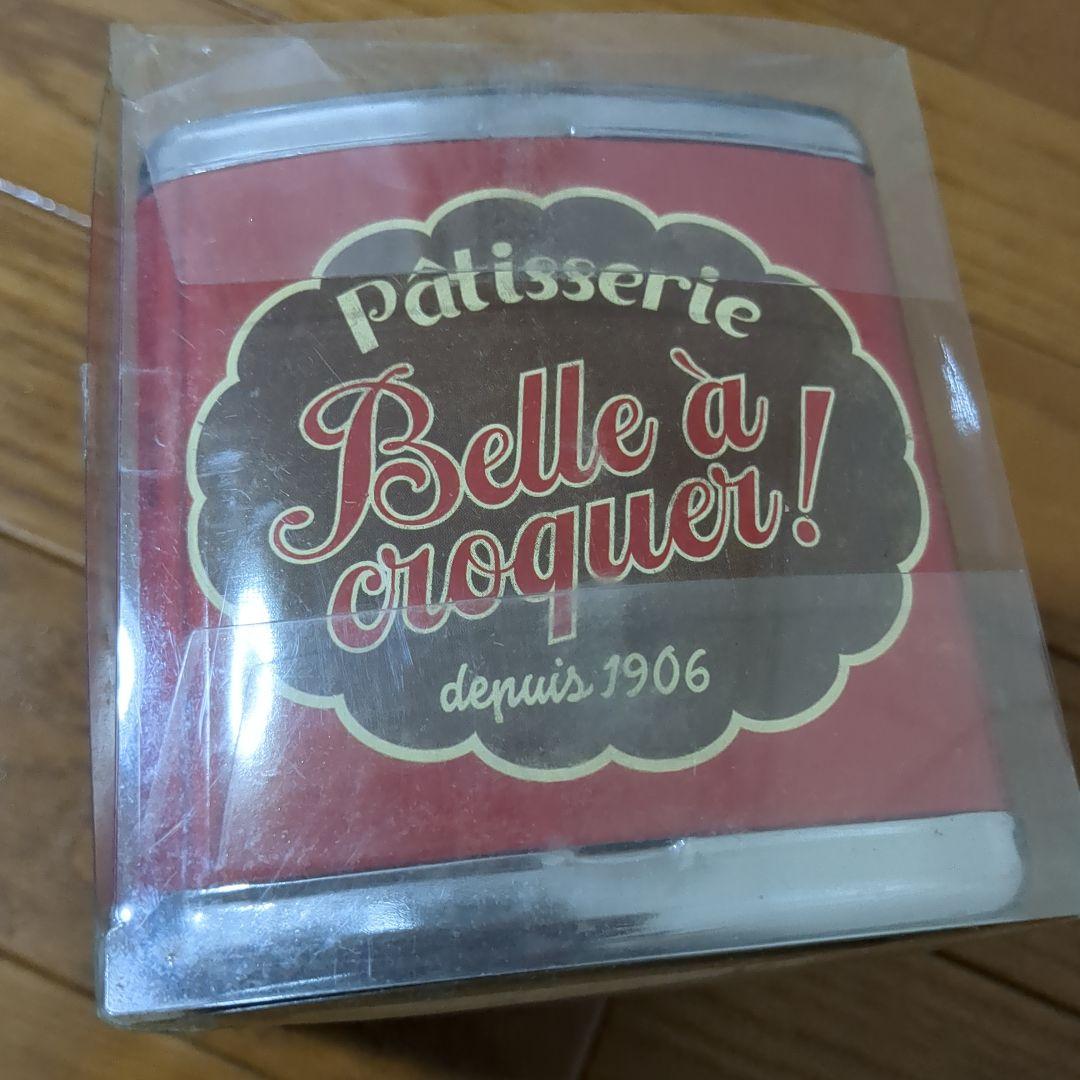 Pâtisserie
Belle à
croquer!
depuis 1906